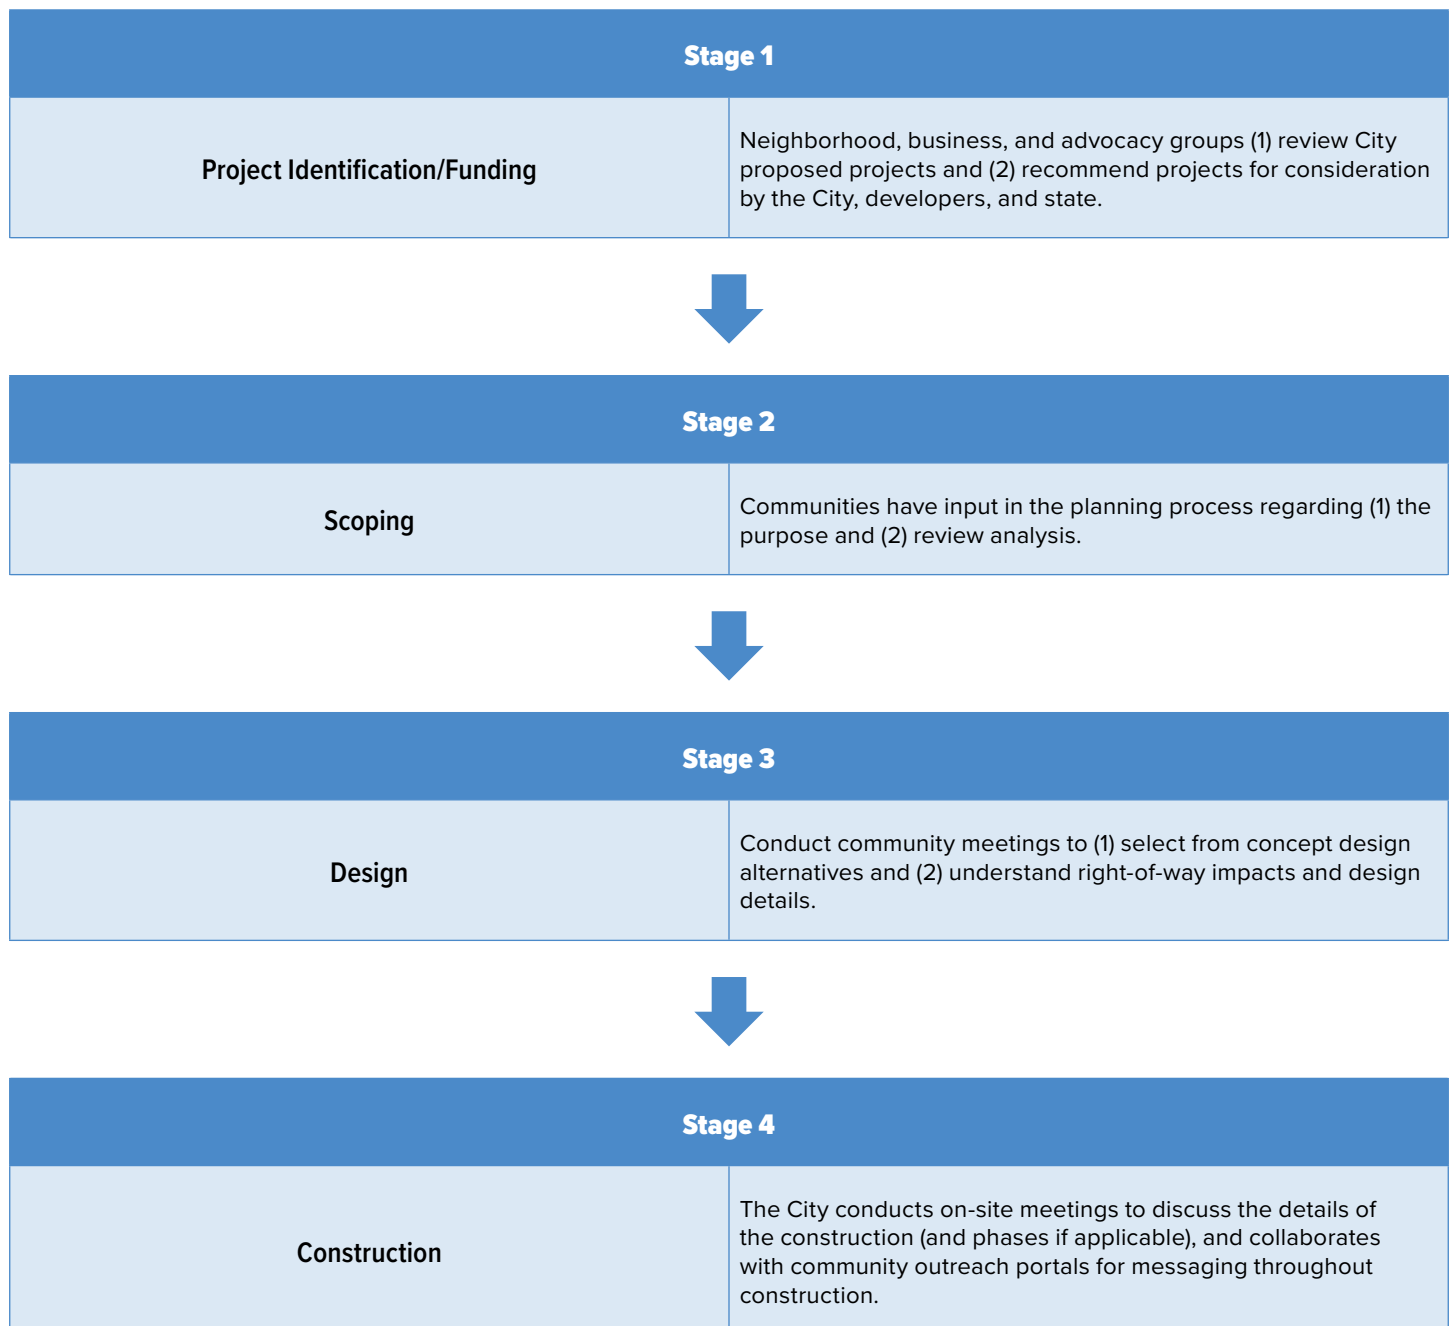 Stage 1
Project Identification/Funding
Neighborhood, business, and advocacy groups (1) review City
proposed projects and (2) recommend projects for consideration
by the City, developers, and state.
Stage 2
Scoping
Communities have input in the planning process regarding (1) the
purpose and (2) review analysis.
Stage 3
Design
Conduct community meetings to (1) select from concept design
alternatives and (2) understand right-of-way impacts and design
details.
Stage 4
Construction
The City conducts on-site meetings to discuss the details of
the construction (and phases if applicable), and collaborates
with community outreach portals for messaging throughout
construction.